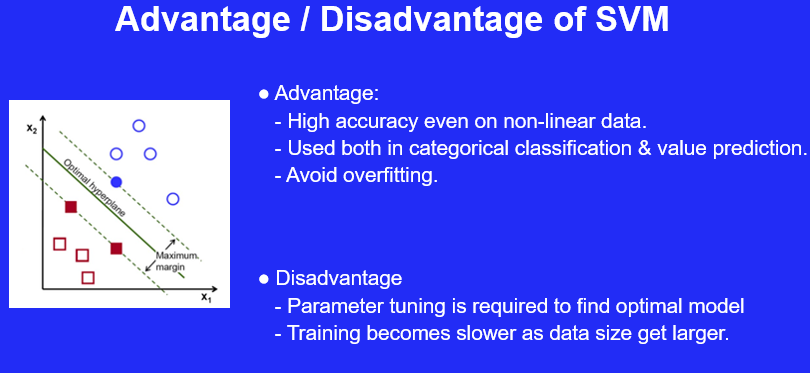 Advantage / Disadvantage of SVM
x2
Optimal hyperplane
Maximum
margin
x1
● Advantage:
- High accuracy even on non-linear data.
- Used both in categorical classification & value prediction.
- Avoid overfitting.
● Disadvantage
- Parameter tuning is required to find optimal model
- Training becomes slower as data size get larger.